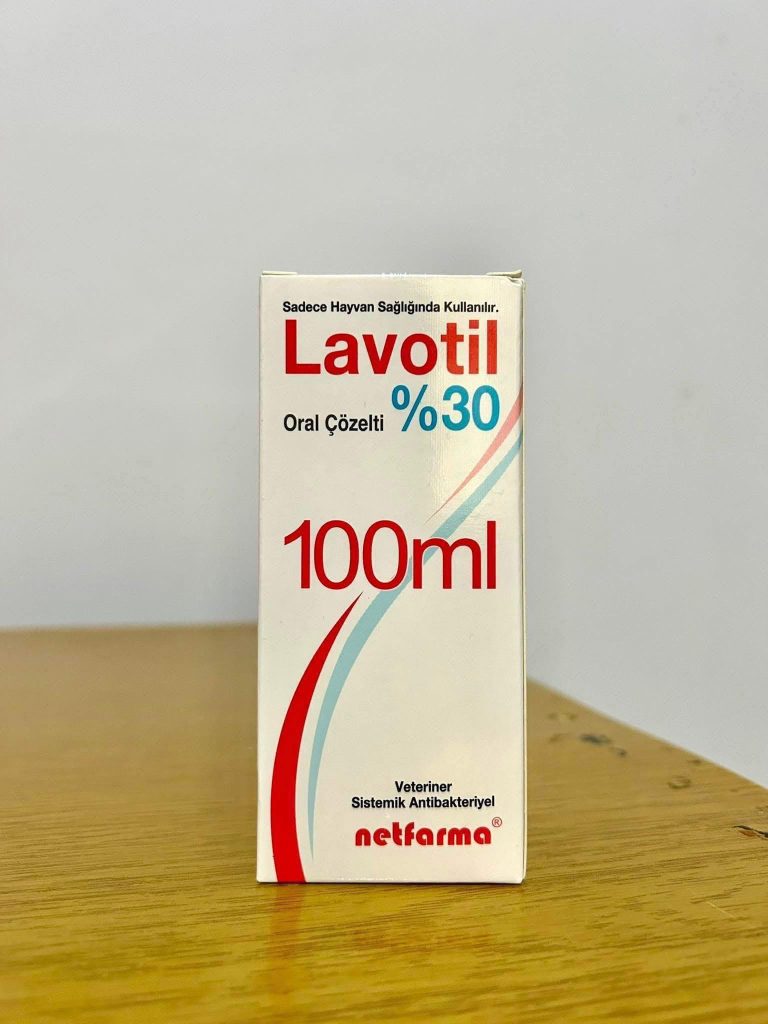 Sadece Hayvan Sağlığında Kullanılır.
Lavotil
Oral Çözelti %30
100ml
Veteriner
Sistemik Antibakteriyel
netfarma®